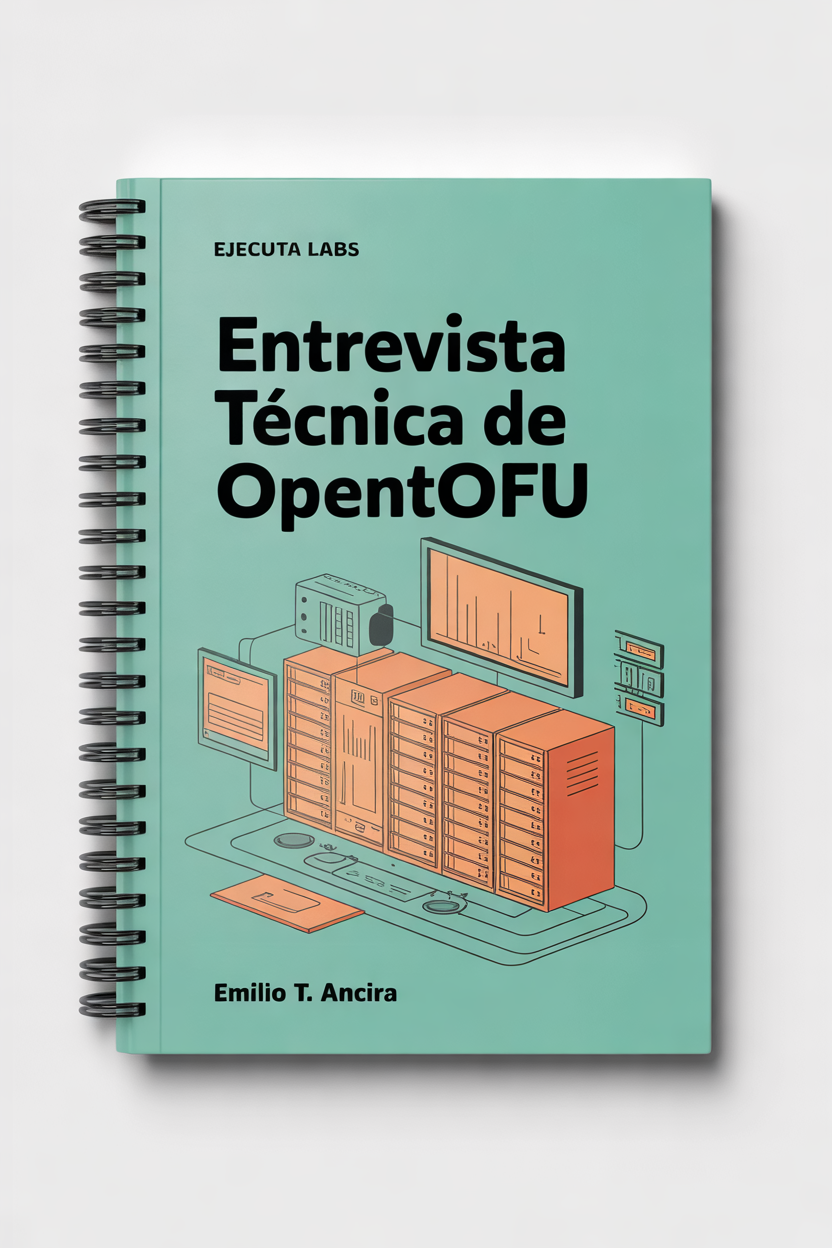 EJECUTA LABS
Entrevista
Técnica de
OpentOFU
Emilio T. Ancira